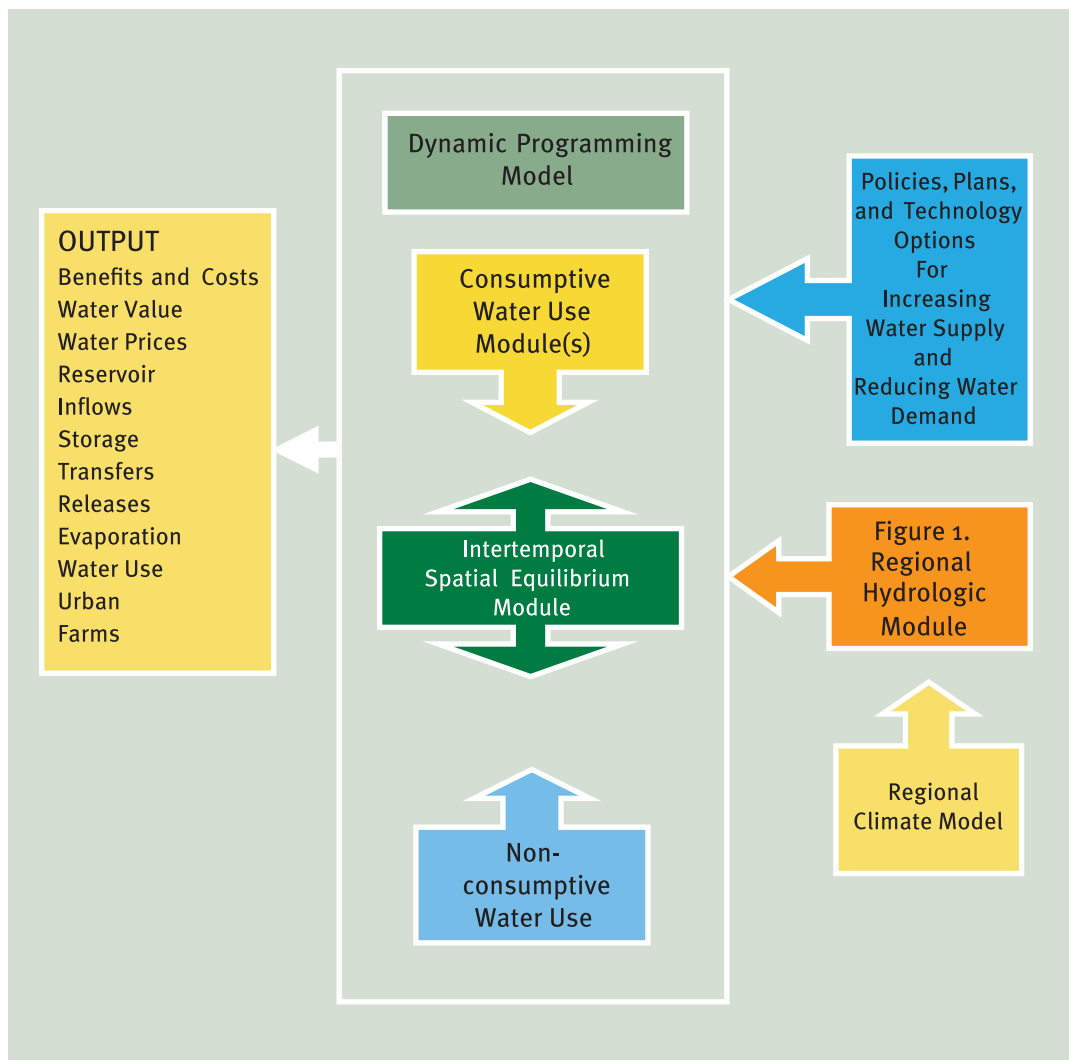 OUTPUT
Benefits and Costs
Water Value
Water Prices
Reservoir
Inflows
Storage
Transfers
Releases
Evaporation
Water Use
Urban
Farms
Dynamic Programming
Model
Consumptive
Water Use
Module(s)
Intertemporal
Spatial Equilibrium
Module
Non-
consumptive
Water Use
Policies, Plans,
and Technology
Options
For
Increasing
Water Supply
and
Reducing Water
Demand
Figure 1.
Regional
Hydrologic
Module
Regional
Climate Model